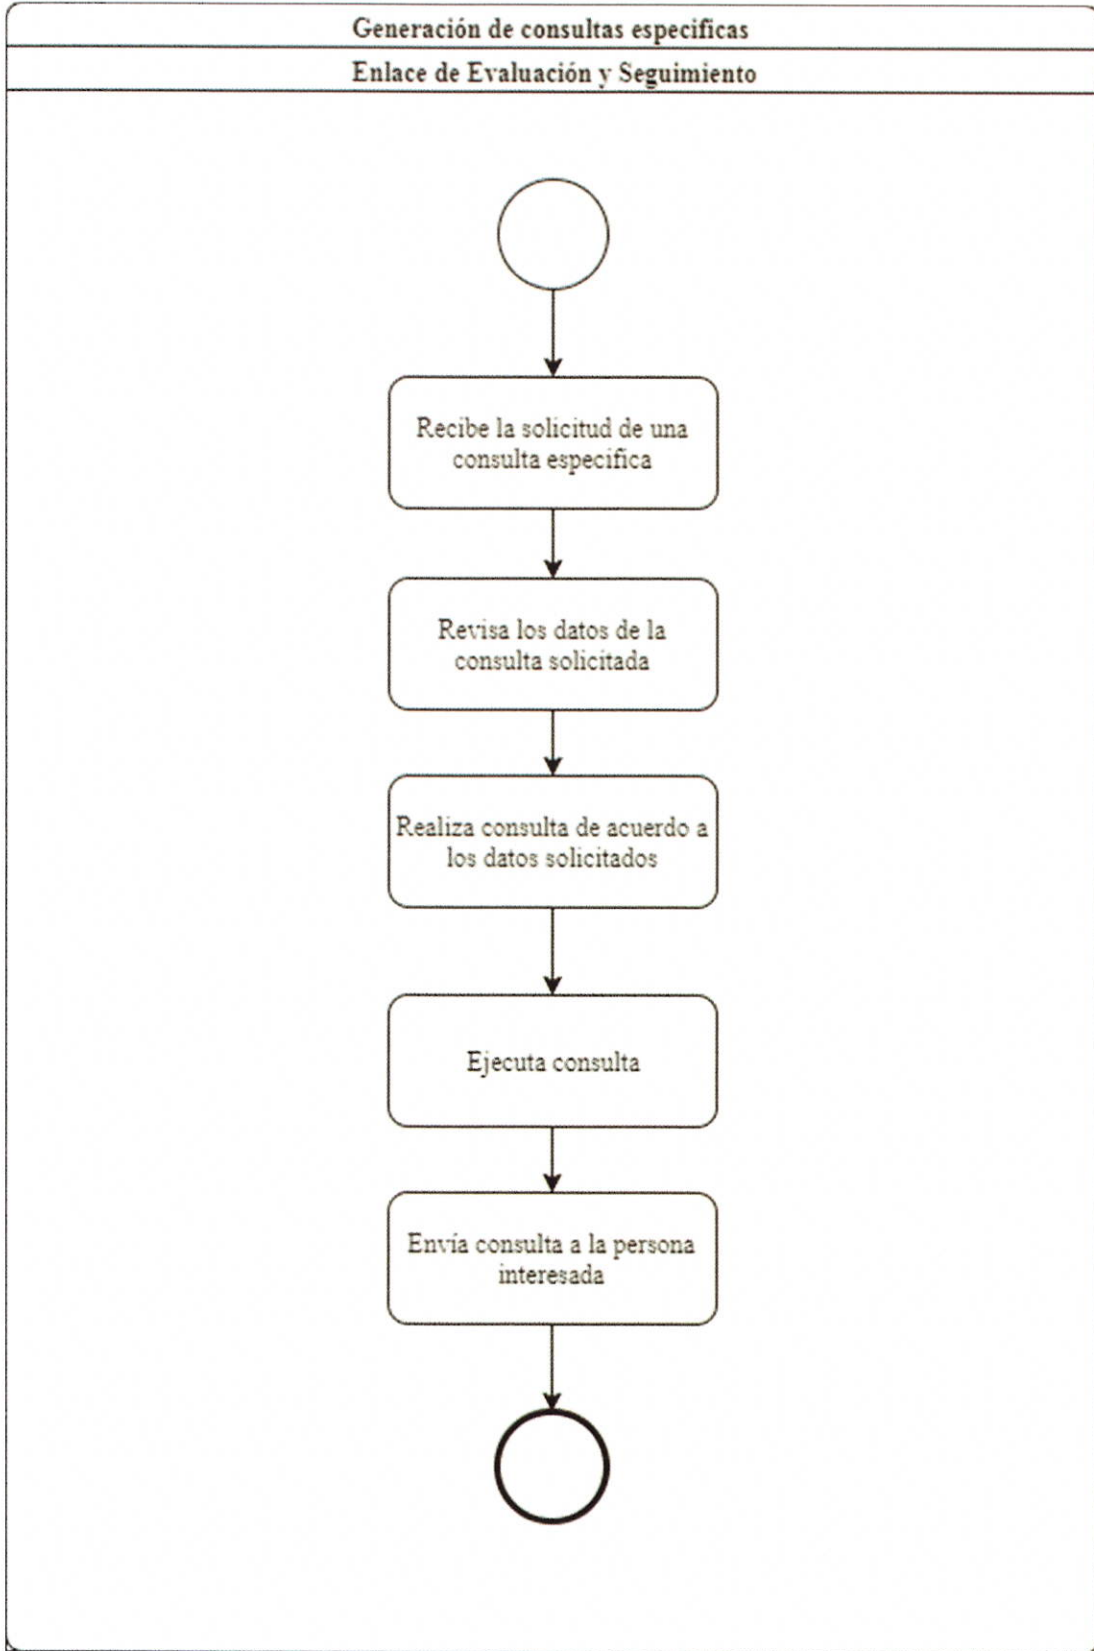 Generación de consultas especificas
Enlace de Evaluación y Seguimiento
Recibe la solicitud de una
consulta especifica
Revisa los datos de la
consulta solicitada
Realiza consulta de acuerdo a
los datos solicitados
Ejecuta consulta
Envía consulta a la persona
interesada